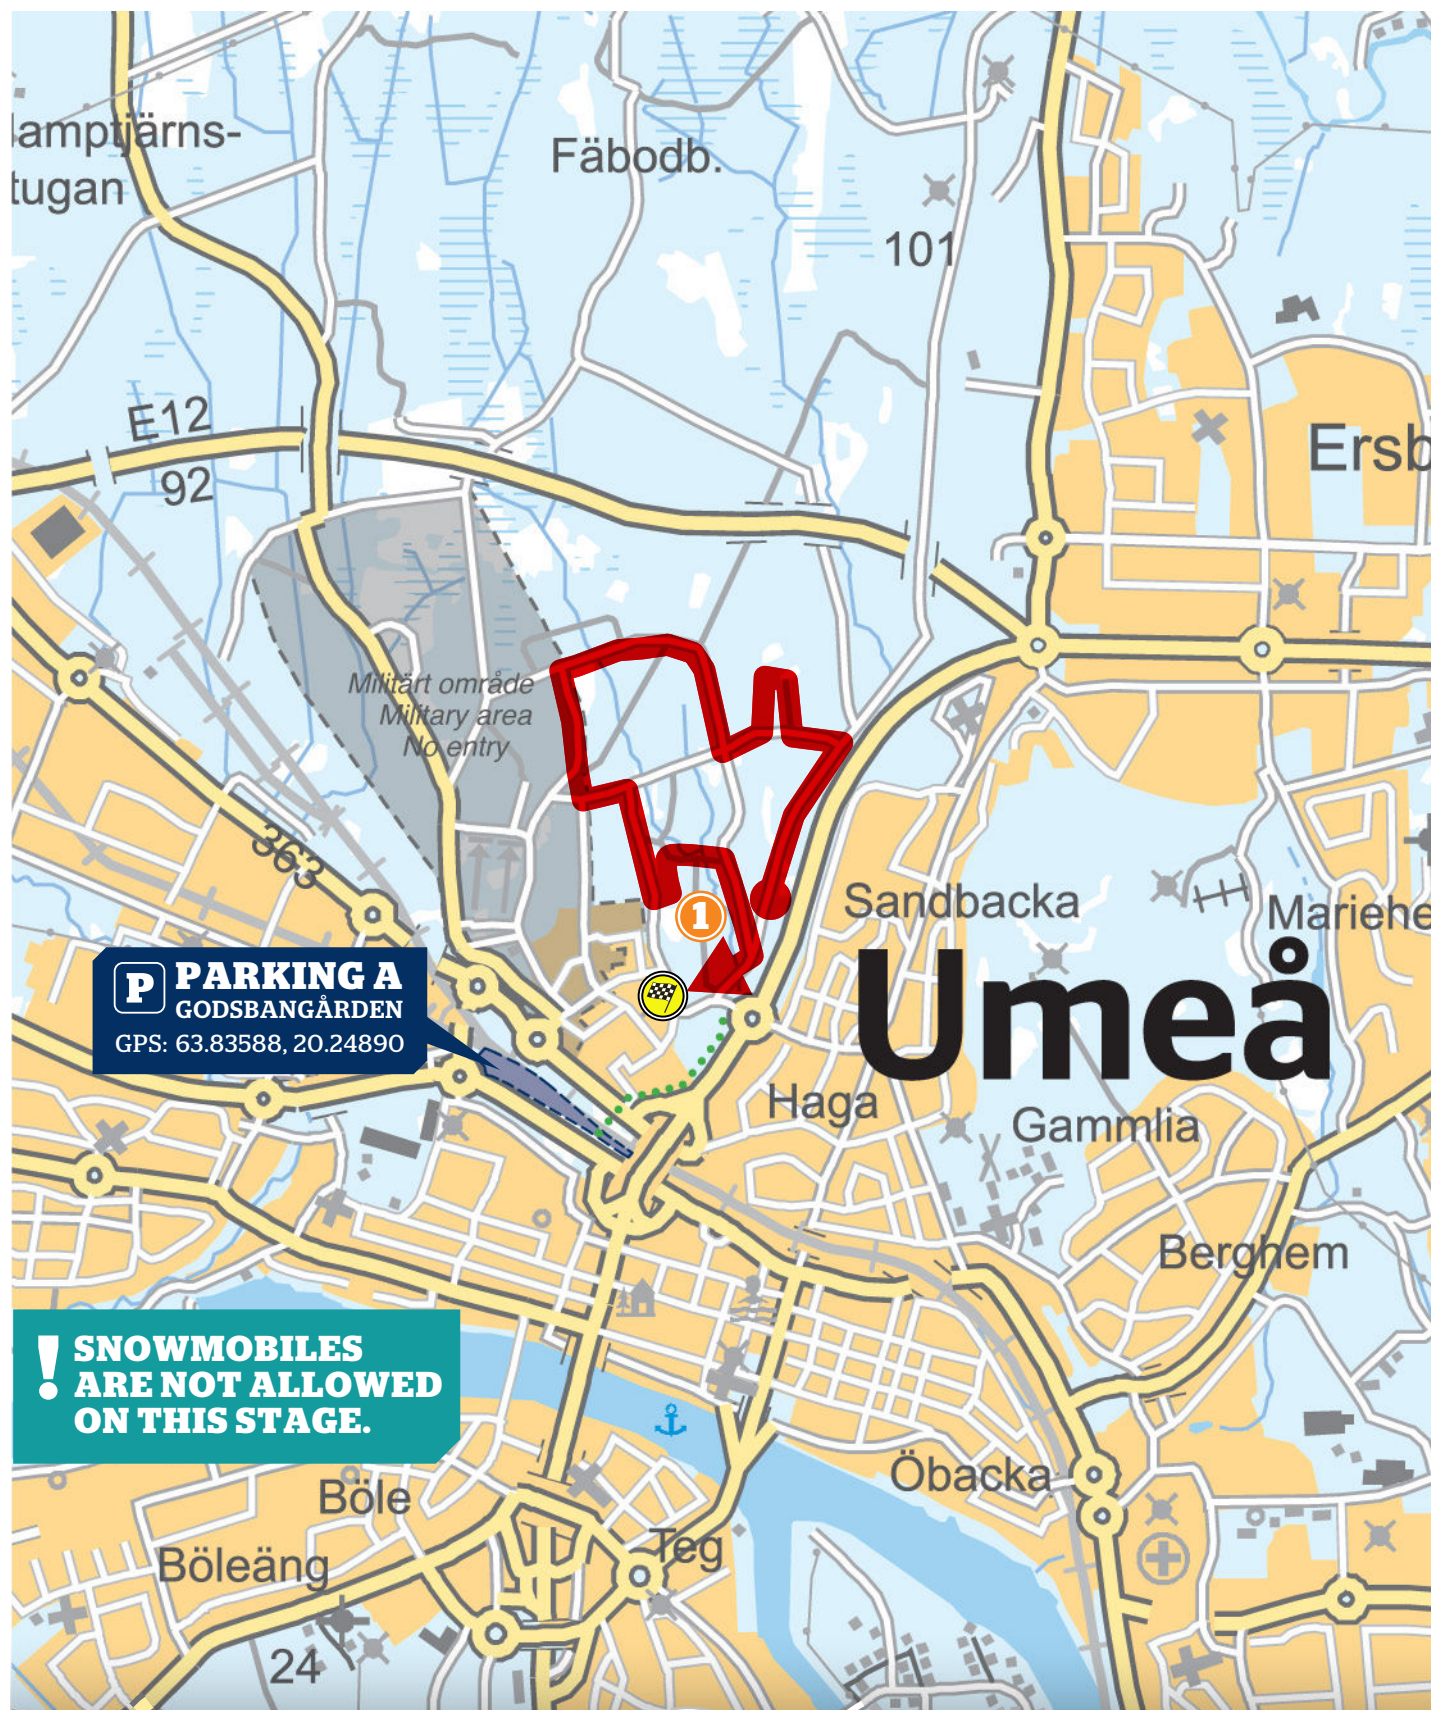 lamptjärns-
tugan
Fäbodb.
101
E12
92
Ersb
Militärt område
Military area
No entry
363
1
Sandbacka
Mariehe
Umeå
P PARKING A
GODSBANGÅRDEN
GPS: 63.83588, 20.24890
Haga
Gammlia
Berghem
! SNOWMOBILES
ARE NOT ALLOWED
ON THIS STAGE.
Öbacka
Böle
Teg
Böleäng
24